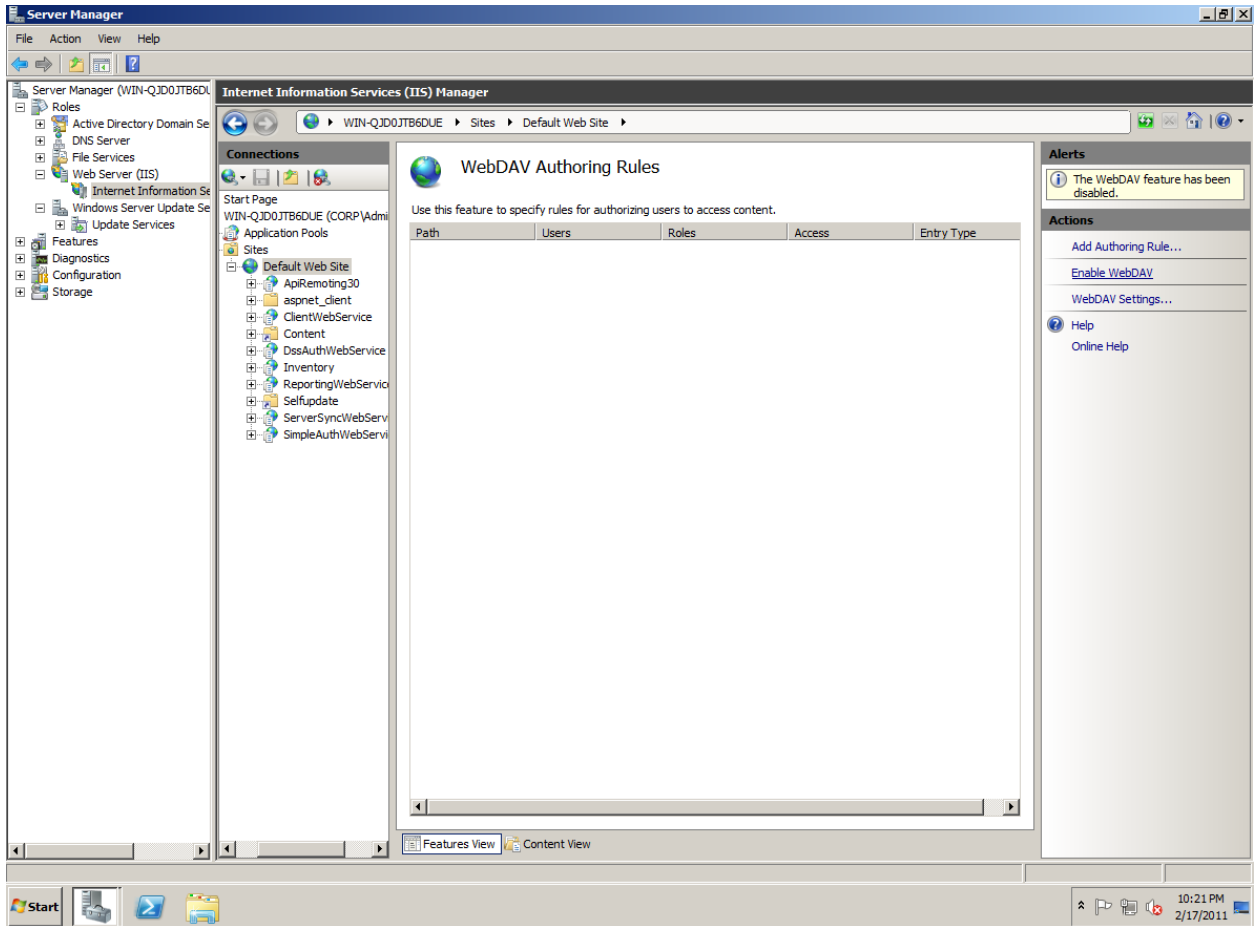 Server Manager
File Action View Help
Server Manager (WIN-QJD0JTB6DU
Roles
Active Directory Domain Se
DNS Server
File Services
Web Server (IIS)
Internet Information Se
Windows Server Update Se
Update Services
Features
Diagnostics
Configuration
Storage
Internet Information Services (IIS) Manager
WIN-QJD0JTB6DUE Sites Default Web Site
Connections
Start Page
WIN-QJD0JTB6DUE (CORP\Admi
Application Pools
Sites
Default Web Site
ApiRemoting30
aspnet_client
ClientWebService
Content
DssAuthWebService
Inventory
ReportingWebService
Selfupdate
ServerSyncWebServ
SimpleAuthWebServi
WebDAV Authoring Rules
Use this feature to specify rules for authorizing users to access content.
Path Users Roles Access Entry Type
Features View Content View
Alerts
The WebDAV feature has been
disabled.
Actions
Add Authoring Rule...
Enable WebDAV
WebDAV Settings...
Help
Online Help
Start
10:21 PM
2/17/2011